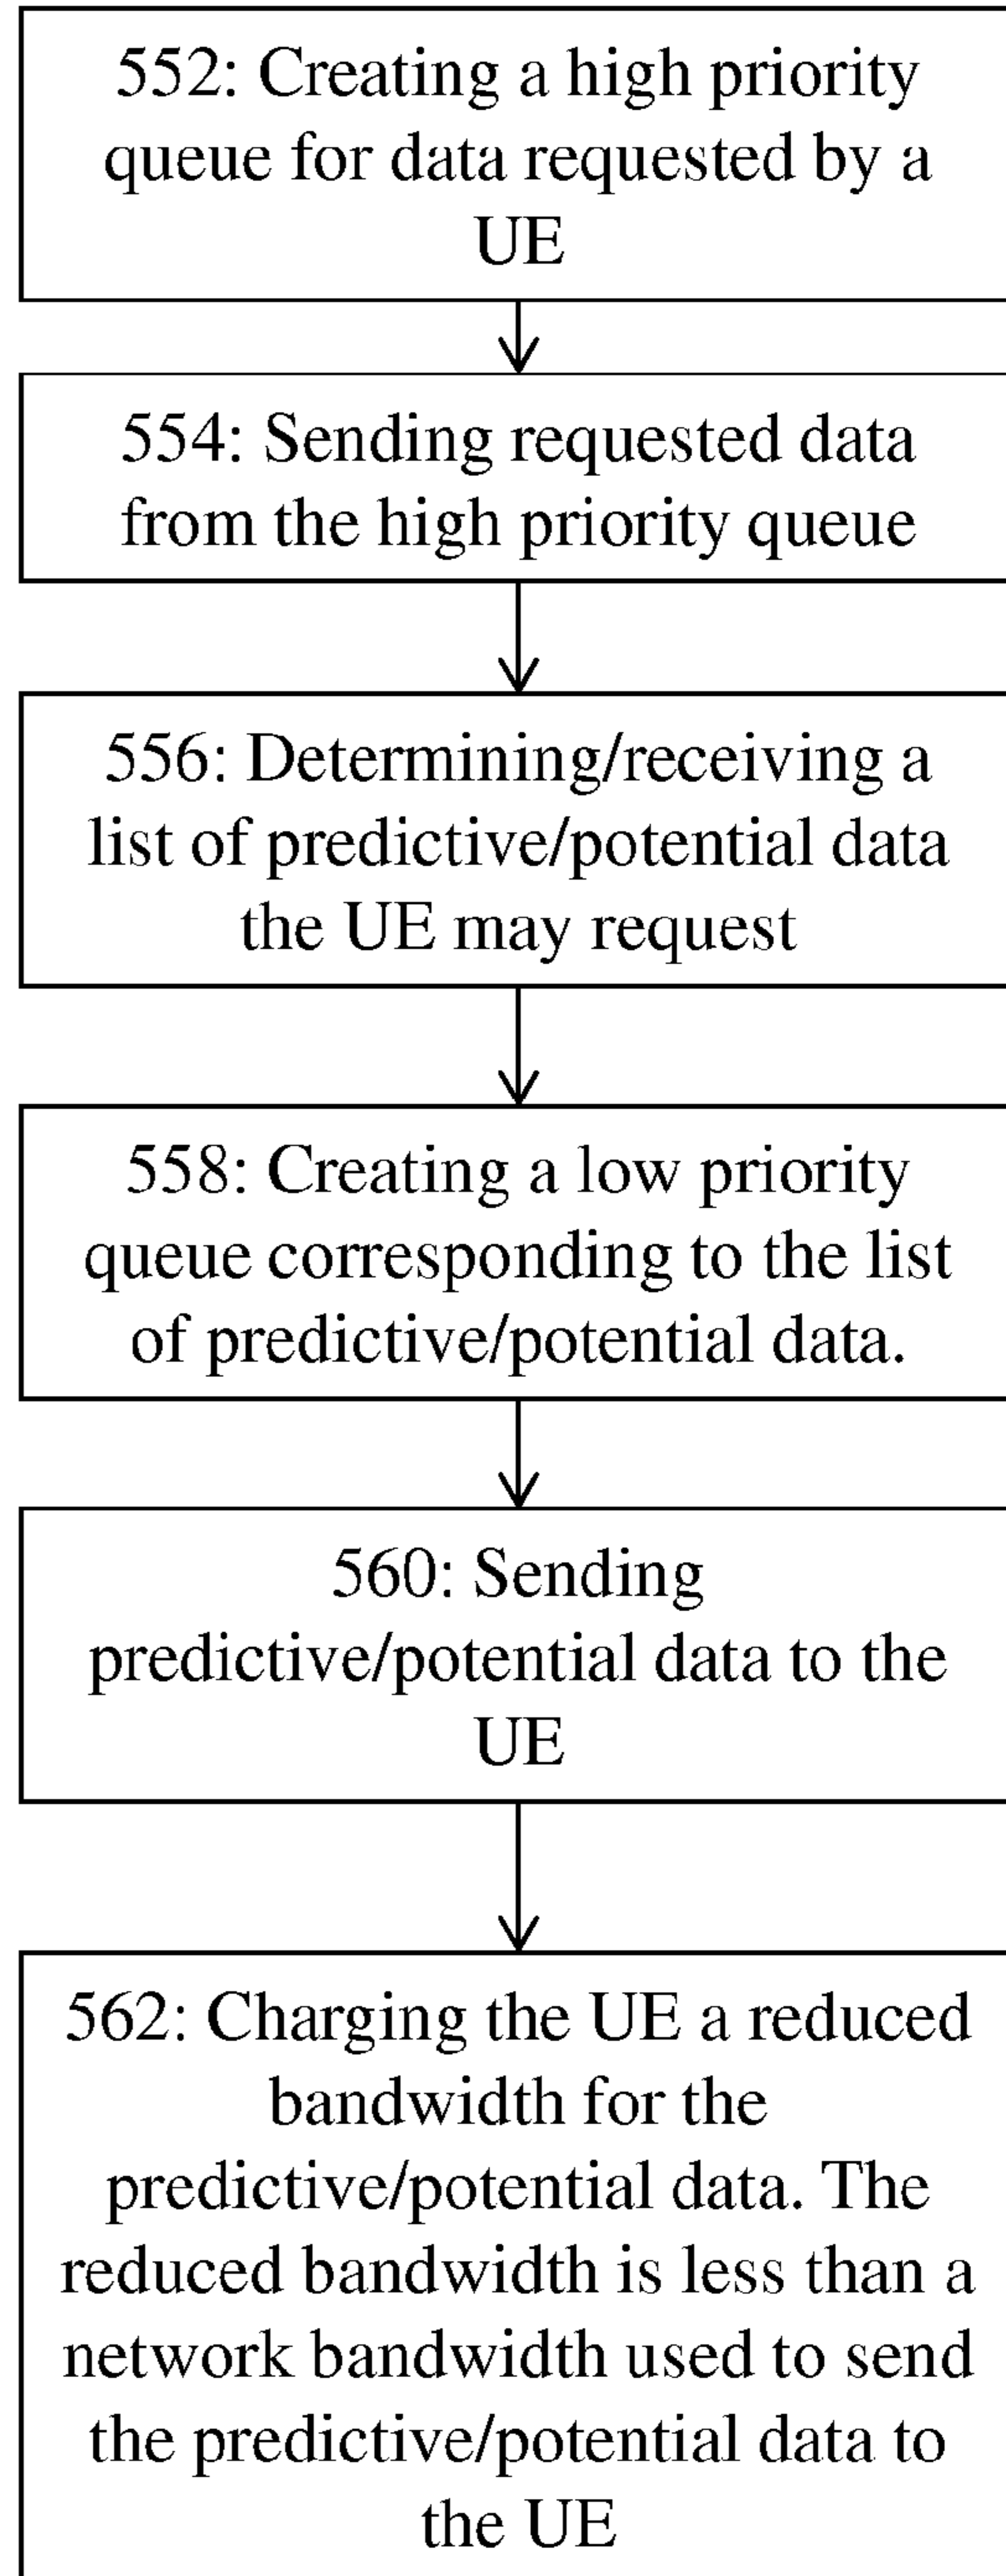 552: Creating a high priority
queue for data requested by a
UE
554: Sending requested data
from the high priority queue
556: Determining/receiving a
list of predictive/potential data
the UE may request
558: Creating a low priority
queue corresponding to the list
of predictive/potential data.
560: Sending
predictive/potential data to the
UE
562: Charging the UE a reduced
bandwidth for the
predictive/potential data. The
reduced bandwidth is less than a
network bandwidth used to send
the predictive/potential data to
the UE